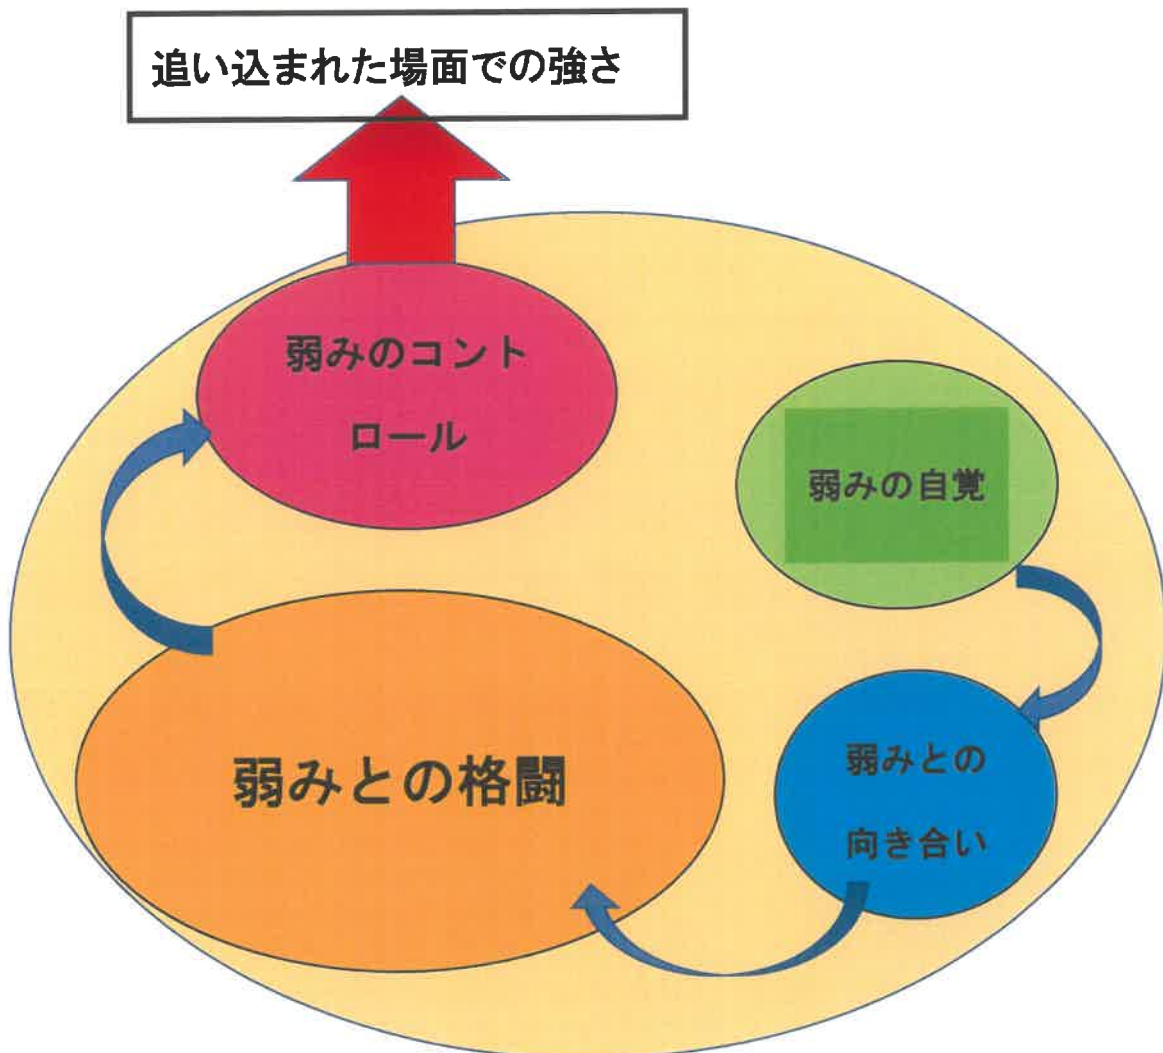 追い込まれた場面での強さ
弱みのコント
ロール
弱みの自覚
弱みとの格闘
弱みとの
向き合い